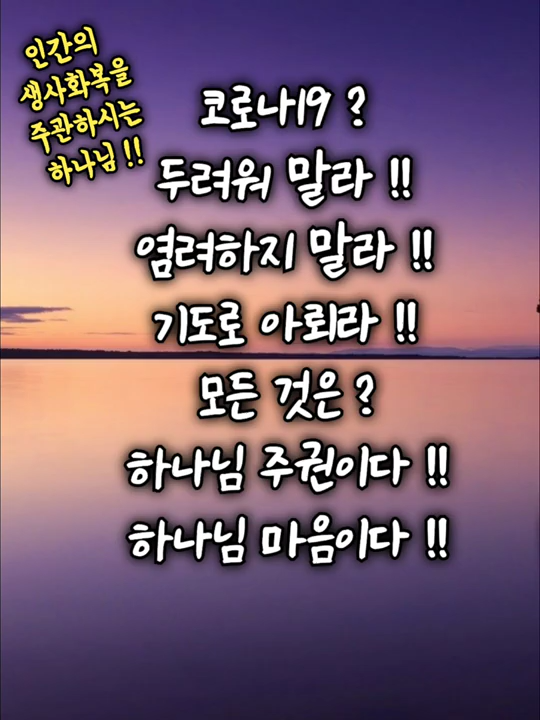 인간의
생사화복을
주관하시는
하나님 !!
코로나19 ?
두려워 말라 !!
염려하지 말라 !!
기도로 아뢰라 !!
모든 것은 ?
하나님 주권이다 !!
하나님 마음이다 !!